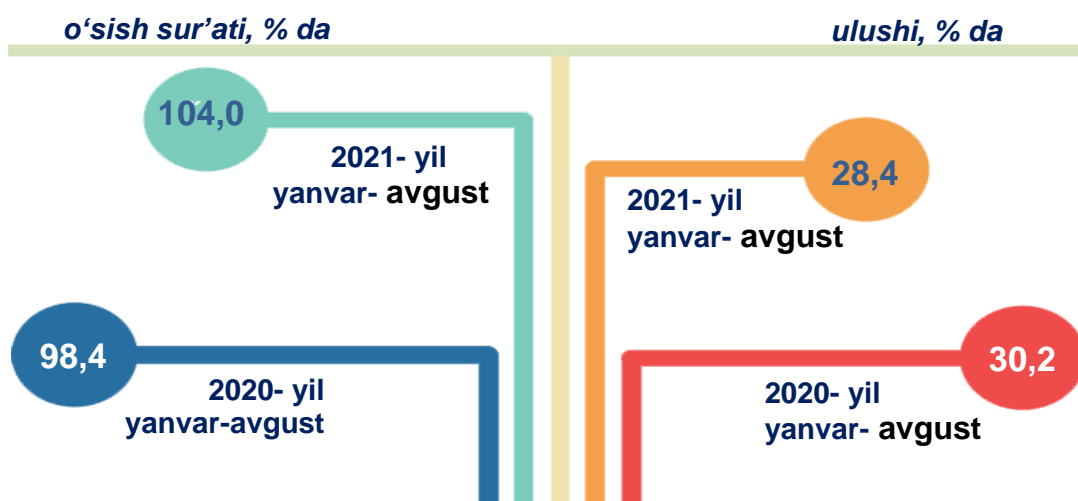 o‘sish sur’ati, % da
ulushi, % da
104,0
2021- yil
yanvar- avgust
28,4
2021- yil
yanvar- avgust
98,4
2020- yil
yanvar-avgust
30,2
2020- yil
yanvar- avgust